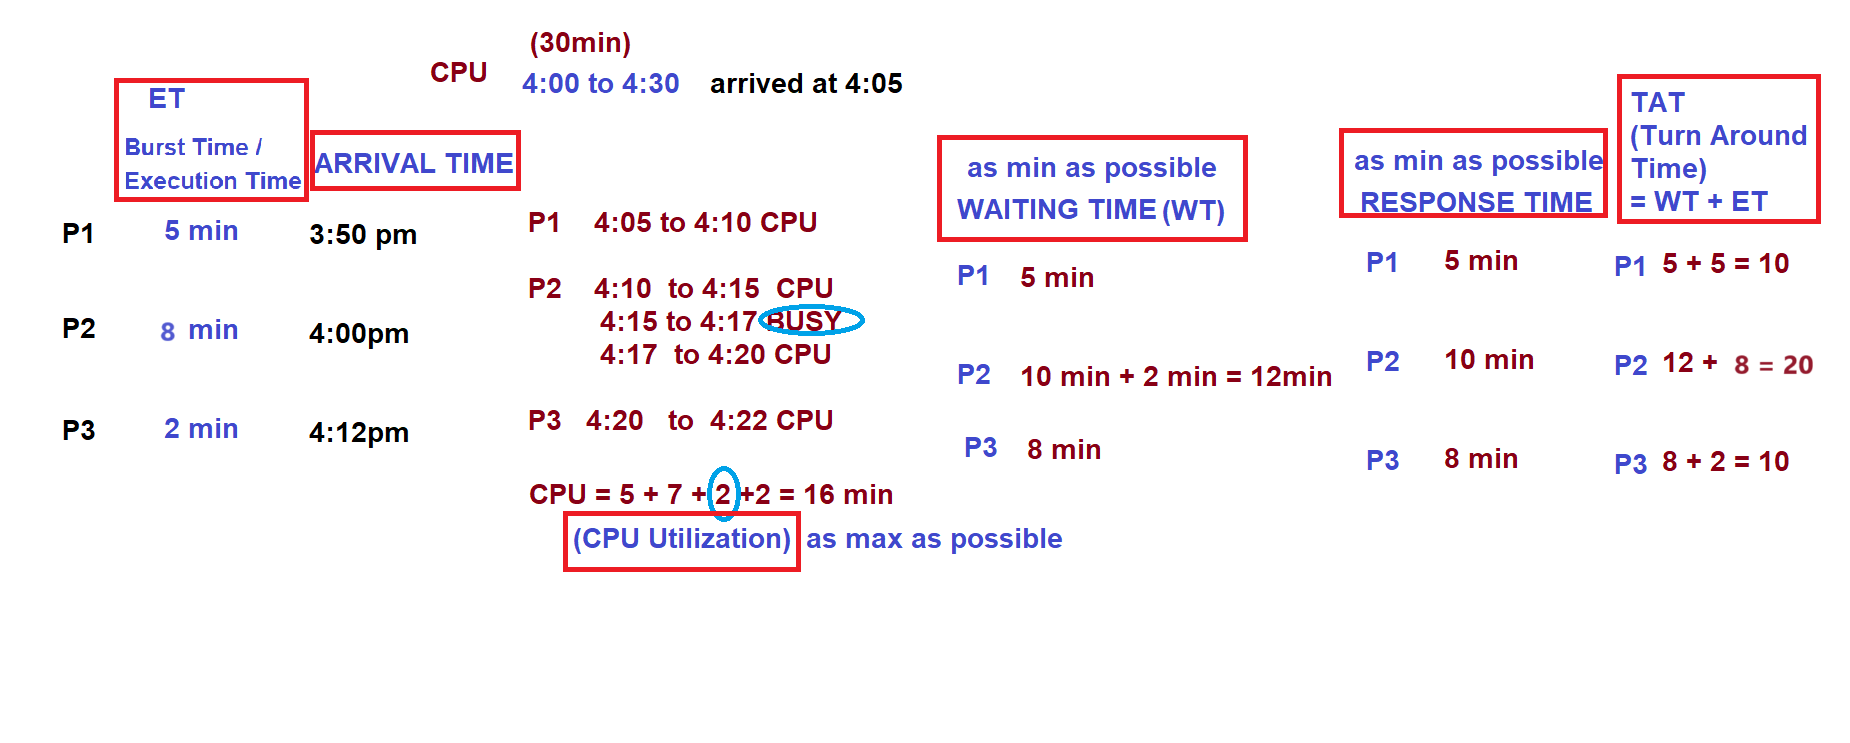 (30min)
CPU 4:00 to 4:30 arrived at 4:05
ET
Burst Time /
Execution Time
ARRIVAL TIME
P1 5 min 3:50 pm
P2 8 min 4:00pm
P3 2 min 4:12pm
P1 4:05 to 4:10 CPU
P2 4:10 to 4:15 CPU
4:15 to 4:17 BUSY
4:17 to 4:20 CPU
P3 4:20 to 4:22 CPU
CPU = 5 + 7 + 2 +2 = 16 min
(CPU Utilization) as max as possible
as min as possible
WAITING TIME (WT)
P1 5 min
P2 10 min + 2 min = 12min
P3 8 min
as min as possible
RESPONSE TIME
P1 5 min
P2 10 min
P3 8 min
TAT
(Turn Around
Time)
= WT + ET
P1 5 + 5 = 10
P2 12 + 8 = 20
P3 8 + 2 = 10